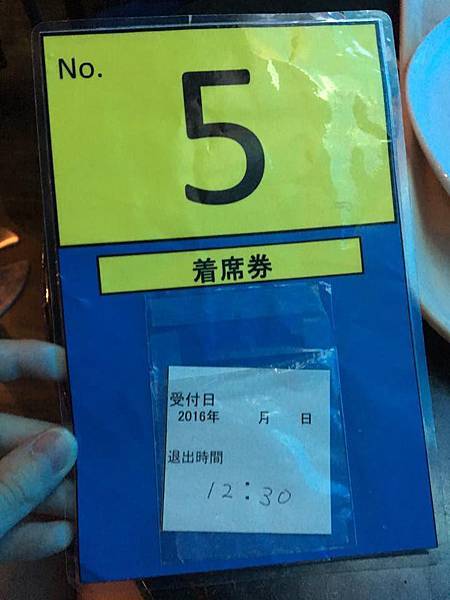 No.
5
着席券
受付日
2016年 月 日
退出時間
12:30